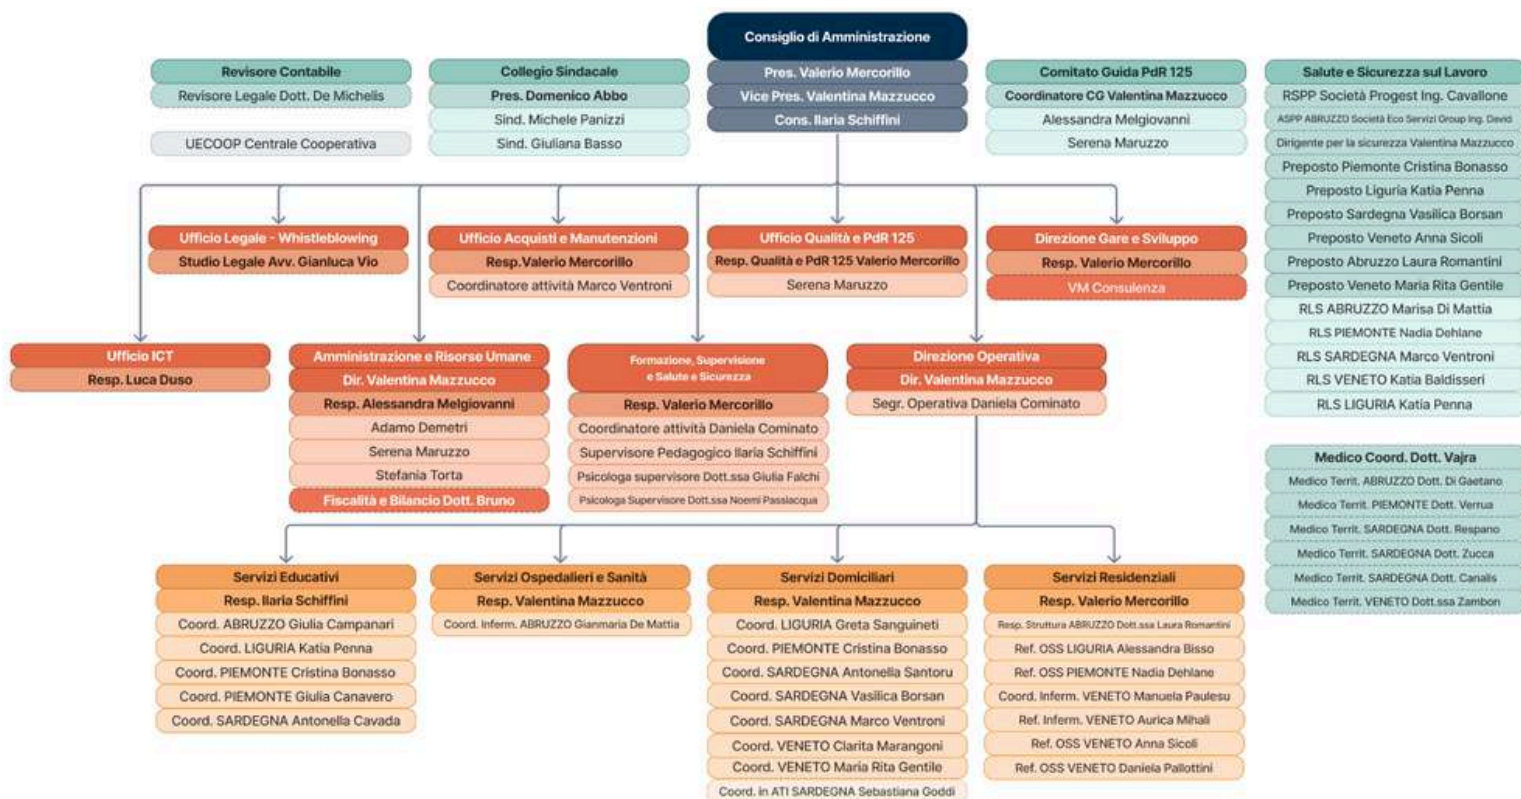 Consiglio di Amministrazione
Pres. Valerio Mercorillo
Vice Pres. Valentina Mazzucco
Cons. Ilaria Schiffini
Revisore Contabile
Revisore Legale Dott. De Michelis
UECOOP Centrale Cooperativa
Collegio Sindacale
Pres. Domenico Abbo
Sind. Michele Panizzi
Sind. Giuliana Basso
Comitato Guida PdR 125
Coordinatore CG Valentina Mazzucco
Alessandra Melgiovanni
Serena Maruzzo
Salute e Sicurezza sul Lavoro
RSPP Società Progest Ing. Cavallone
ASPP ABRUZZO Società Eco Servizi Group Ing. David
Dirigente per la sicurezza Valentina Mazzucco
Preposto Piemonte Cristina Bonasso
Preposto Liguria Katia Penna
Preposto Sardegna Vasilica Borsan
Preposto Veneto Anna Sicoli
Preposto Abruzzo Laura Romantini
Preposto Veneto Maria Rita Gentile
RLS ABRUZZO Marisa Di Mattia
RLS PIEMONTE Nadia Dehlane
RLS SARDEGNA Marco Ventroni
RLS VENETO Katia Baldisseri
RLS LIGURIA Katia Penna
Medico Coord. Dott. Vajra
Medico Territ. ABRUZZO Dott. Di Gaetano
Medico Territ. PIEMONTE Dott. Verrua
Medico Territ. SARDEGNA Dott. Respano
Medico Territ. SARDEGNA Dott. Zucca
Medico Territ. SARDEGNA Dott. Canalis
Medico Territ. VENETO Dott.ssa Zambon
Ufficio Legale - Whistleblowing
Studio Legale Avv. Gianluca Vio
Ufficio Acquisti e Manutenzioni
Resp.Valerio Mercorillo
Coordinatore attività Marco Ventroni
Ufficio Qualità e PdR 125
Resp. Qualità e PdR 125 Valerio Mercorillo
Serena Maruzzo
Direzione Gare e Sviluppo
Resp. Valerio Mercorillo
VM Consulenza
Ufficio ICT
Resp. Luca Duso
Amministrazione e Risorse Umane
Dir. Valentina Mazzucco
Resp. Alessandra Melgiovanni
Adamo Demetri
Serena Maruzzo
Stefania Torta
Fiscalità e Bilancio Dott. Bruno
Formazione, Supervisione
e Salute e Sicurezza
Resp. Valerio Mercorillo
Coordinatore attività Daniela Cominato
Supervisore Pedagogico Ilaria Schiffini
Psicologa supervisore Dott.ssa Giulia Falchi
Psicologa Supervisore Dott.ssa Noemi Passiacqua
Direzione Operativa
Dir. Valentina Mazzucco
Segr. Operativa Daniela Cominato
Servizi Educativi
Resp. Ilaria Schiffini
Coord. ABRUZZO Giulia Campanari
Coord. LIGURIA Katia Penna
Coord. PIEMONTE Cristina Bonasso
Coord. PIEMONTE Giulia Canavero
Coord. SARDEGNA Antonella Cavada
Servizi Ospedalieri e Sanità
Resp. Valentina Mazzucco
Coord. Inferm. ABRUZZO Gianmaria De Mattia
Servizi Domiciliari
Resp. Valentina Mazzucco
Coord. LIGURIA Greta Sanguineti
Coord. PIEMONTE Cristina Bonasso
Coord. SARDEGNA Antonella Santoru
Coord. SARDEGNA Vasilica Borsan
Coord. SARDEGNA Marco Ventroni
Coord. VENETO Clarita Marangoni
Coord. VENETO Maria Rita Gentile
Coord. in ATI SARDEGNA Sebastiana Goddi
Servizi Residenziali
Resp. Valerio Mercorillo
Resp. Struttura ABRUZZO Dott.ssa Laura Romantini
Ref. OSS LIGURIA Alessandra Bisso
Ref. OSS PIEMONTE Nadia Dehlane
Coord. Inferm. VENETO Manuela Paulesu
Ref. Inferm. VENETO Aurica Mihali
Ref. OSS VENETO Anna Sicoli
Ref. OSS VENETO Daniela Pallottini